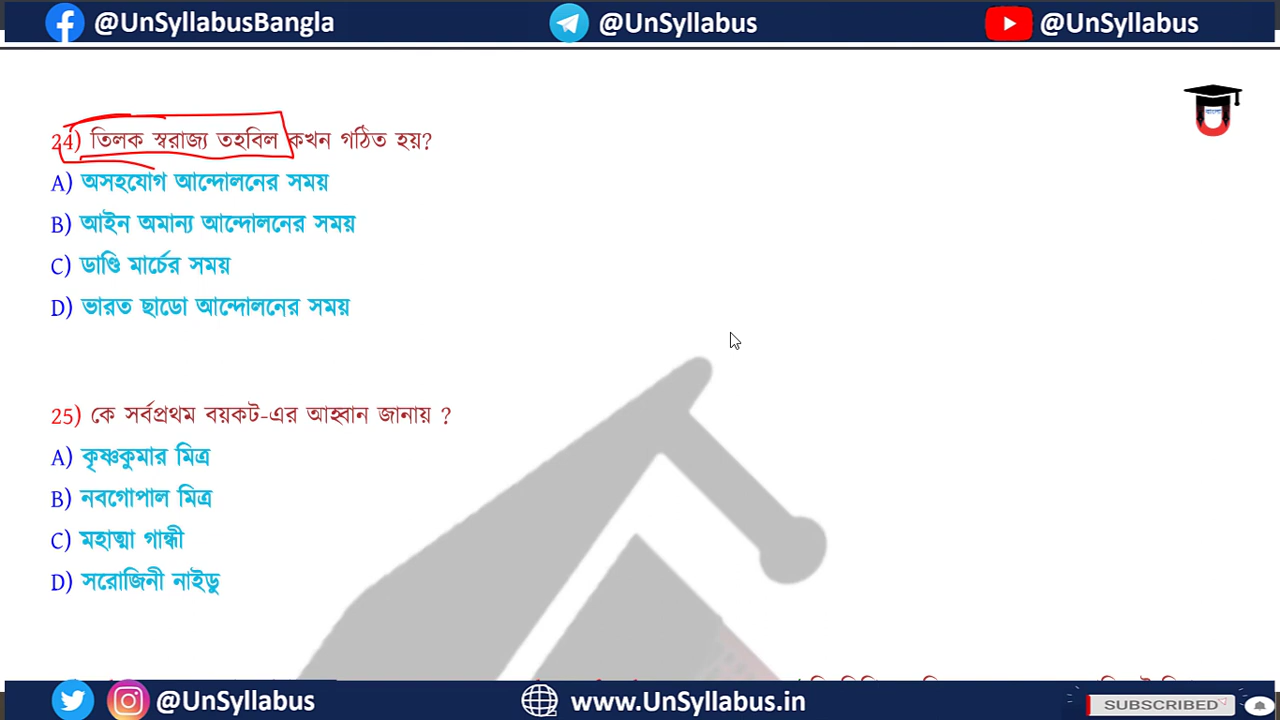 @UnSyllabusBangla @UnSyllabus @UnSyllabus
24) তিলক স্বরাজ্য তহবিল কখন গঠিত হয়?
A) অসহযোগ আন্দোলনের সময়
B) আইন অমান্য আন্দোলনের সময়
C) ডাণ্ডি মার্চের সময়
D) ভারত ছাডো আন্দোলনের সময়
25) কে সর্বপ্রথম বয়কট-এর আহ্বান জানায় ?
A) কৃষ্ণকুমার মিত্র
B) নবগোপাল মিত্র
C) মহাত্মা গান্ধী
D) সরোজিনী নাইডু
@UnSyllabus www.UnSyllabus.in SUBSCRIBED